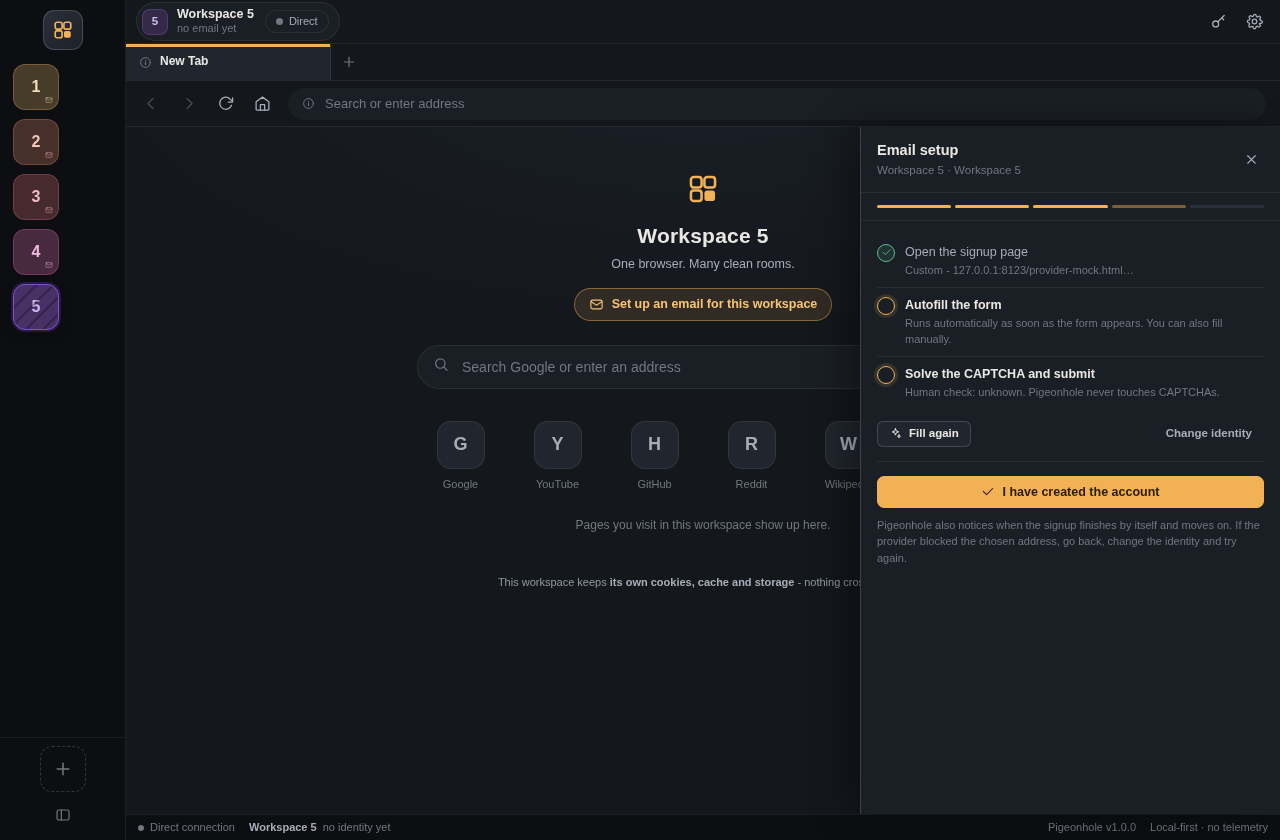 5
Workspace 5
no email yet
Direct
1
2
3
4
5
New Tab
Search or enter address
Workspace 5
One browser. Many clean rooms.
Set up an email for this workspace
Search Google or enter an address
G
Y
H
R
W
Google
YouTube
GitHub
Reddit
Pages you visit in this workspace show up here.
This workspace keeps its own cookies, cache and storage - nothing
Email setup
Workspace 5 · Workspace 5
Open the signup page
Custom - 127.0.0.1:8123/provider-mock.html…
Autofill the form
Runs automatically as soon as the form appears. You can also fill
manually.
Solve the CAPTCHA and submit
Human check: unknown. Pigeonhole never touches CAPTCHAs.
Fill again
Change identity
I have created the account
Pigeonhole also notices when the signup finishes by itself and moves on. If the
provider blocked the chosen address, go back, change the identity and try
again.
Direct connection
Workspace 5 no identity yet
Pigeonhole v1.0.0
Local-first · no telemetry